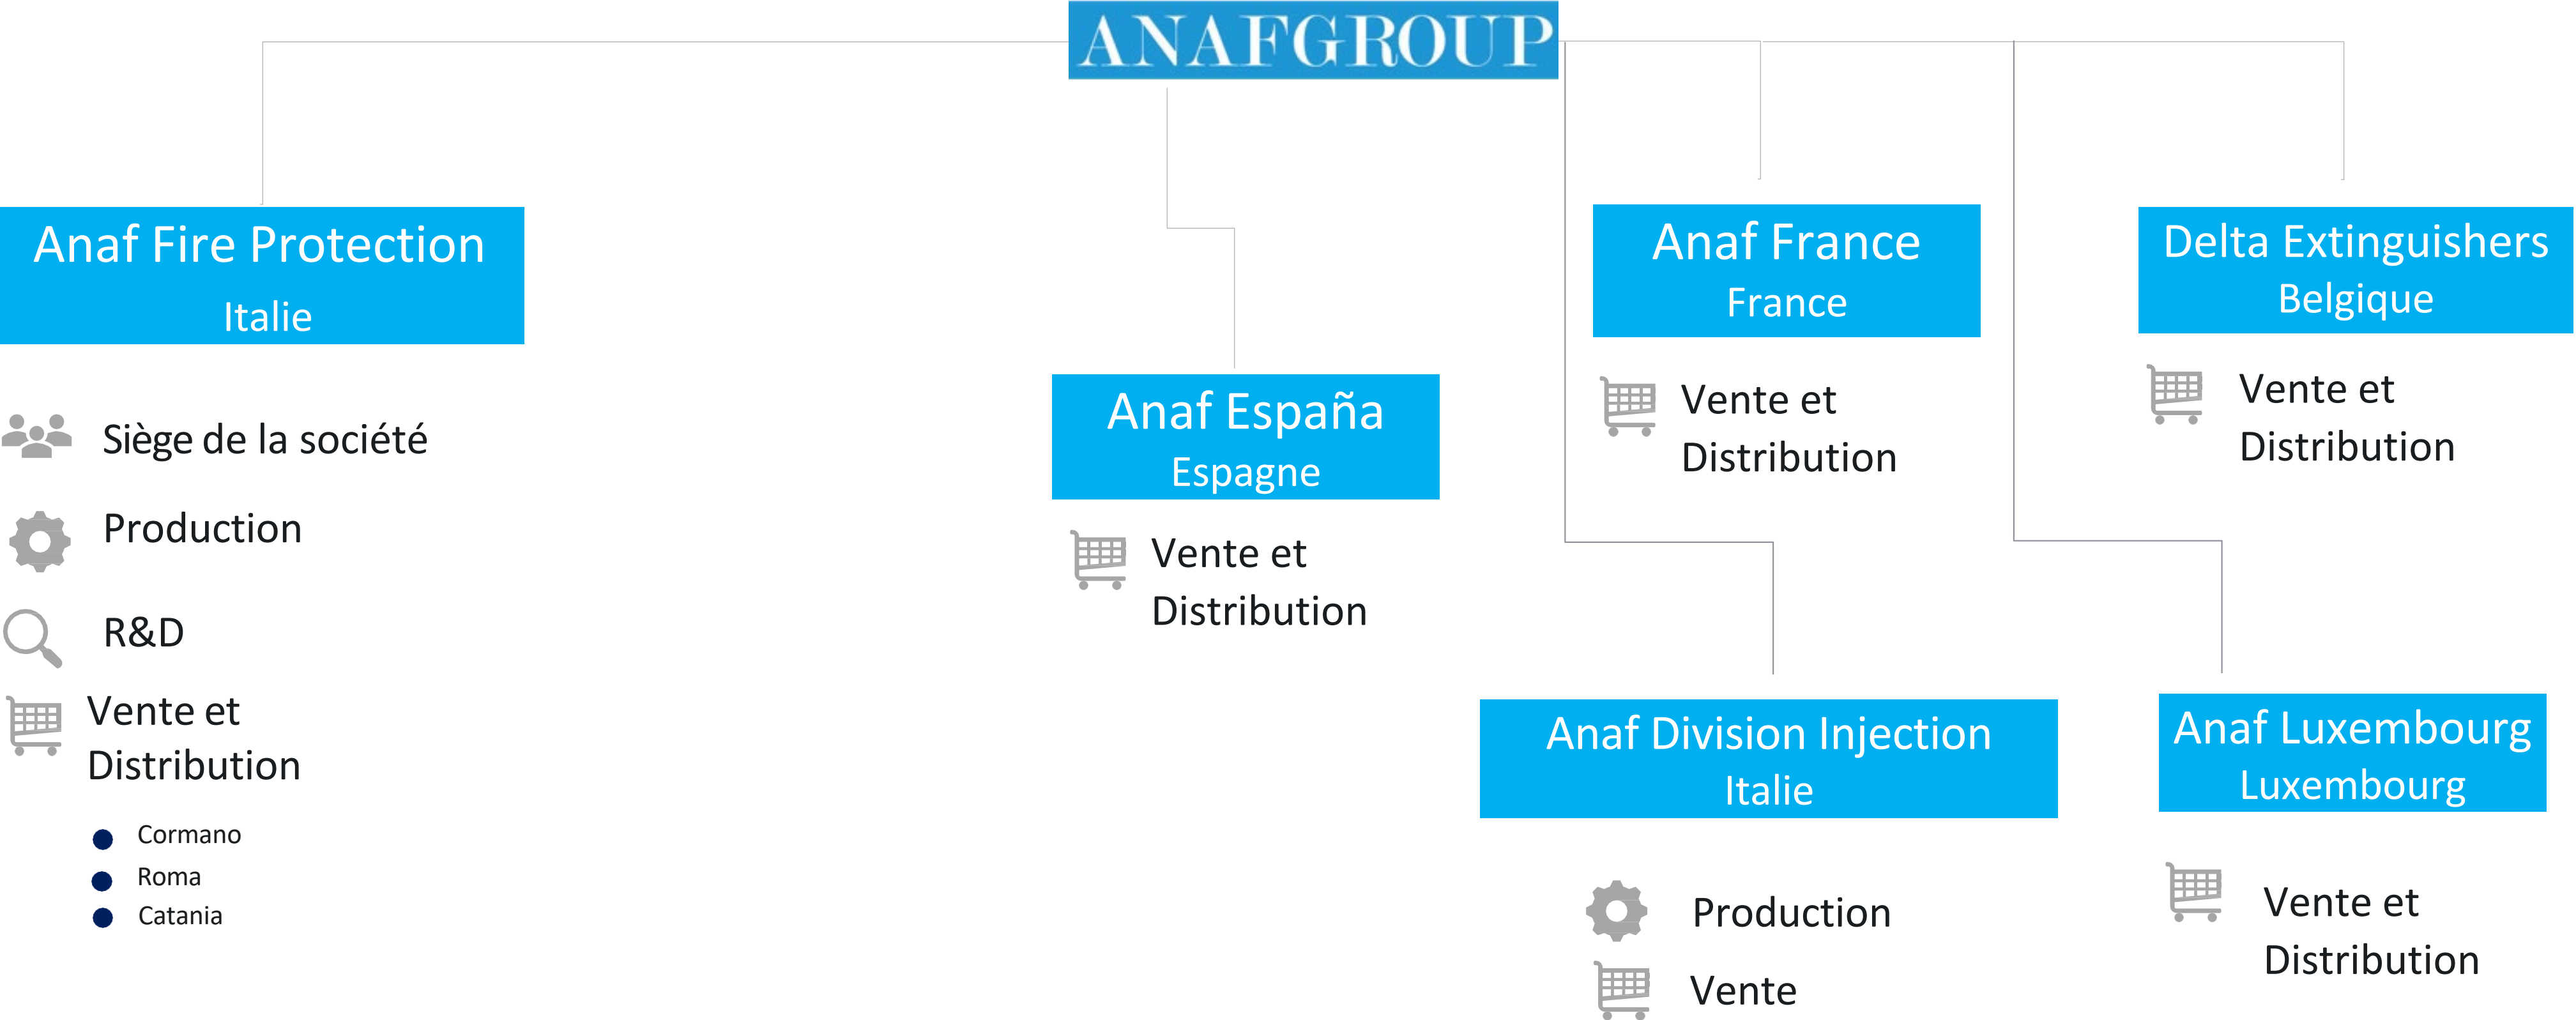 ANAFGROUP
Anaf Fire Protection
Italie
Siège de la société
Production
R&D
Vente et
Distribution
Cormano
Roma
Catania
Anaf España
Espagne
Vente et
Distribution
Anaf France
France
Vente et
Distribution
Delta Extinguishers
Belgique
Vente et
Distribution
Anaf Division Injection
Italie
Production
Vente
Anaf Luxembourg
Luxembourg
Vente et
Distribution